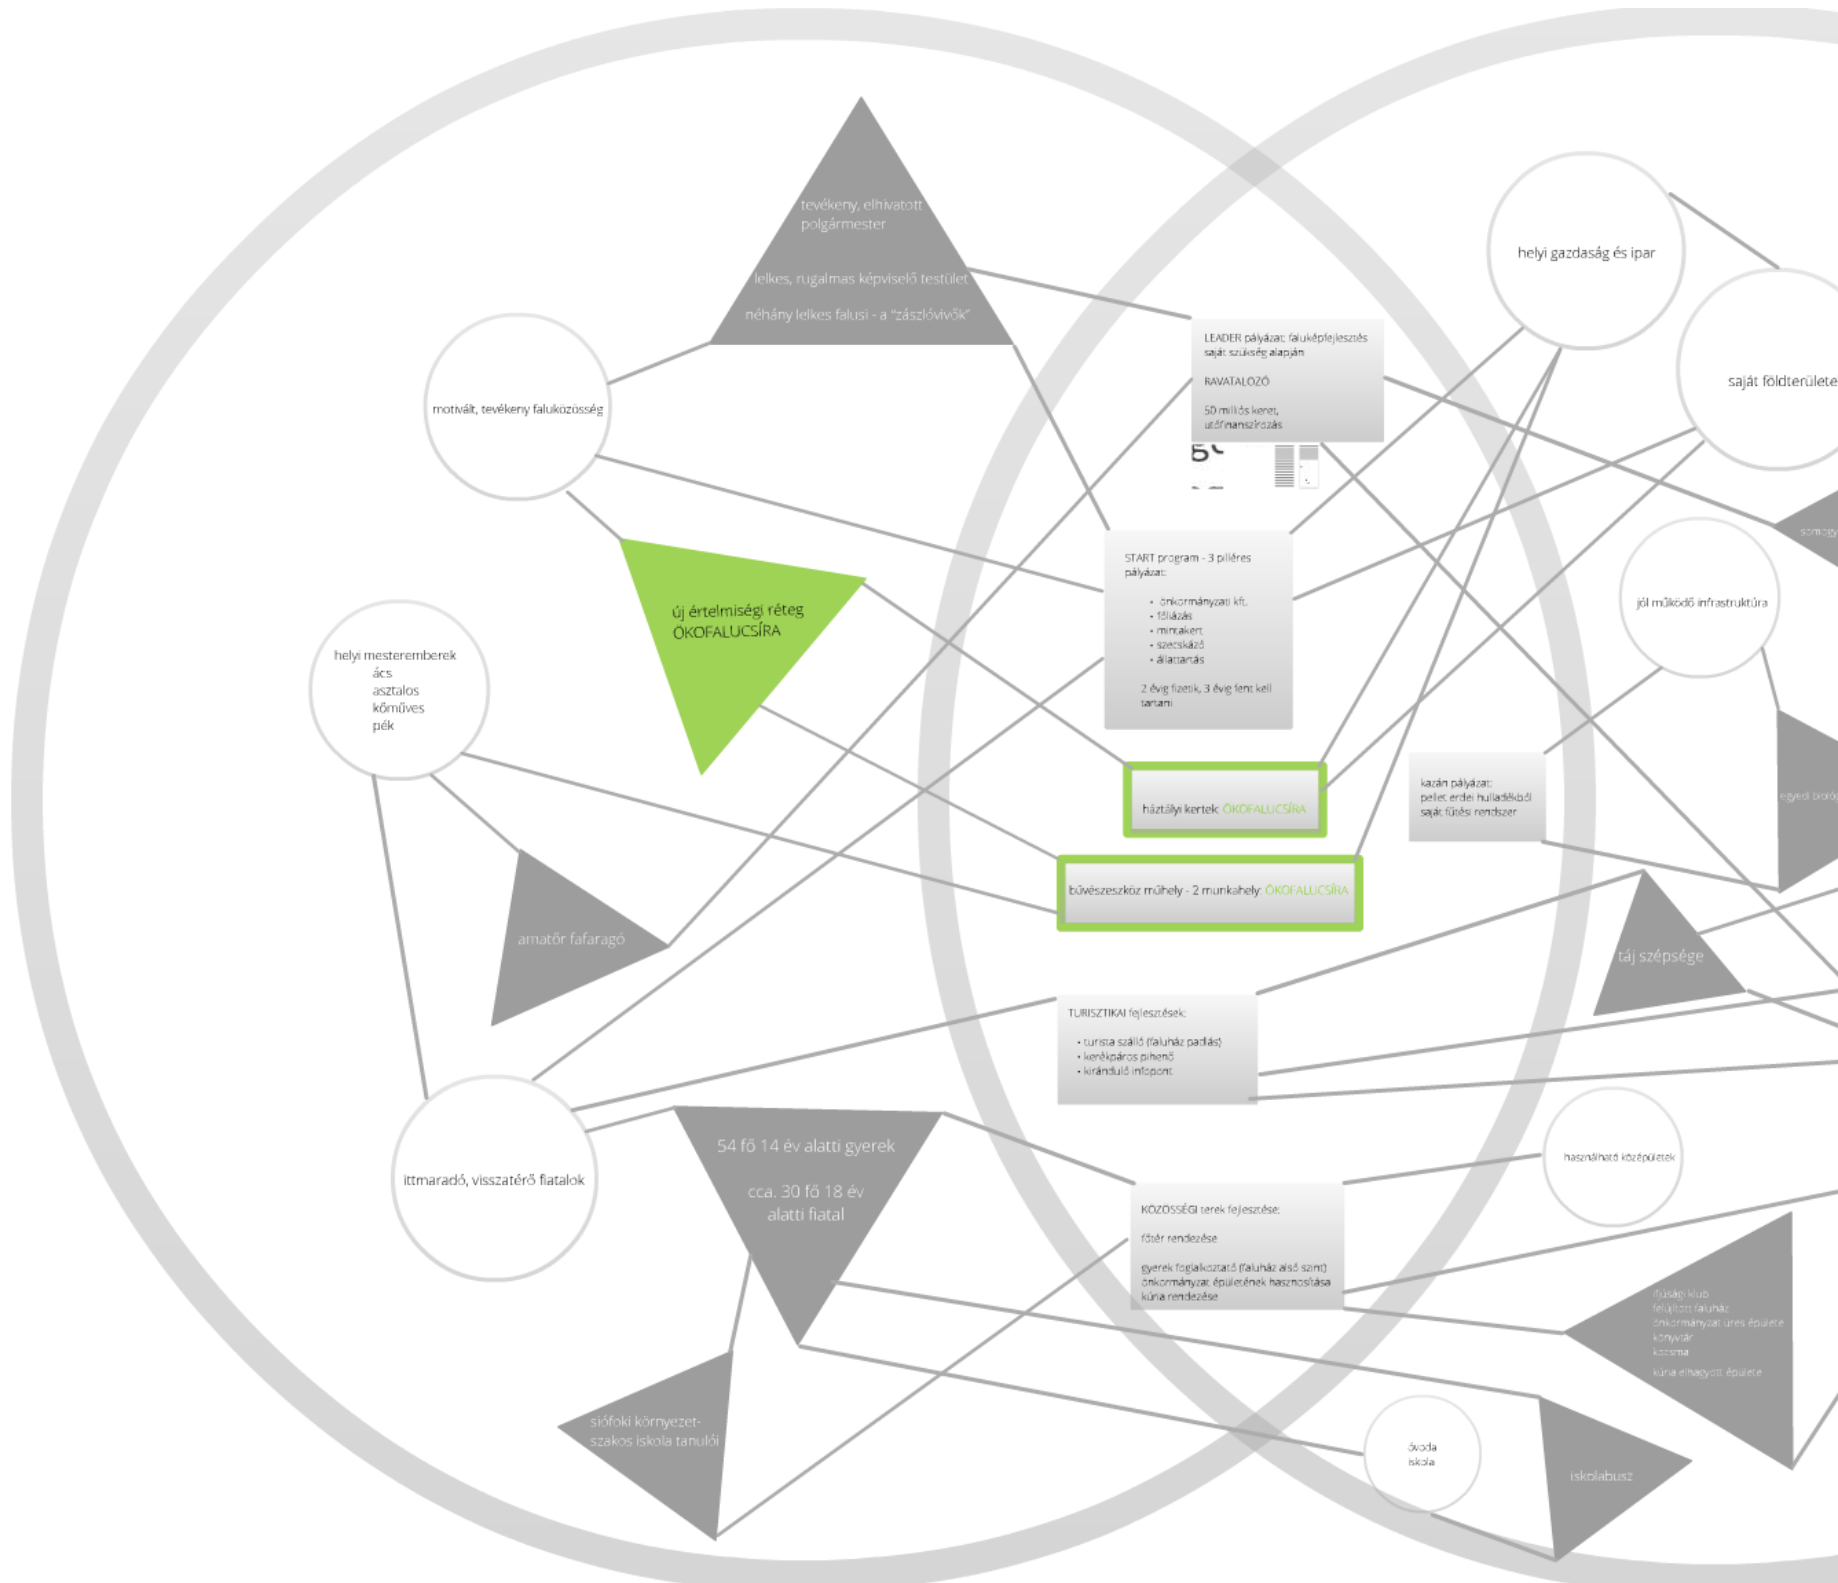 tevékeny, elhivatott
polgármester
lelkes, rugalmas képviselő testület
néhány lelkes falusi - a "zászlóvivők"
motivált, tevékeny faluközösség
új értelmiségi réteg
ÖKOFALUCSÍRA
helyi mesteremberek
ács
asztalos
kőműves
pék
amatőr fafaragó
ittmaradó, visszatérő fiatalok
54 fő 14 év alatti gyerek
cca. 30 fő 18 év
alatti fiatal
siófoki környezet-
szakos iskola tanulói
LEADER pályázat: faluképfejlesztés
saját szükség alapján
RAVATALOZÓ
50 milliós keret,
utófinanszírozás
START program - 3 pilléres
pályázat:
• önkormányzati kft.
• fóliázás
• mintakert
• szecskázó
• állattartás
2 évig fizetik, 3 évig fent kell
tartani
háztályi kertek: ÖKOFALUCSÍRA
bűvészeszköz műhely - 2 munkahely: ÖKOFALUCSÍRA
TURISZTIKAI fejlesztések:
• turista szálló (faluház padlás)
• kerékpáros pihenő
• kiránduló infopont
KÖZÖSSÉGI terek fejlesztése:
főtér rendezése
gyerek foglalkoztató (faluház alsó szint)
önkormányzat épületének hasznosítása
kúria rendezése
helyi gazdaság és ipar
saját földterülete
somogy
jól működő infrastruktúra
kazán pályázat:
pellet erdei hulladékból
saját fűtési rendszer
egyedi biológ
táj szépsége
használható középületek
ifjúsági klub
felújított faluház
önkormányzat üres épülete
könyvtár
kocsma
kúria elhagyott épülete
óvoda
iskola
iskolabusz